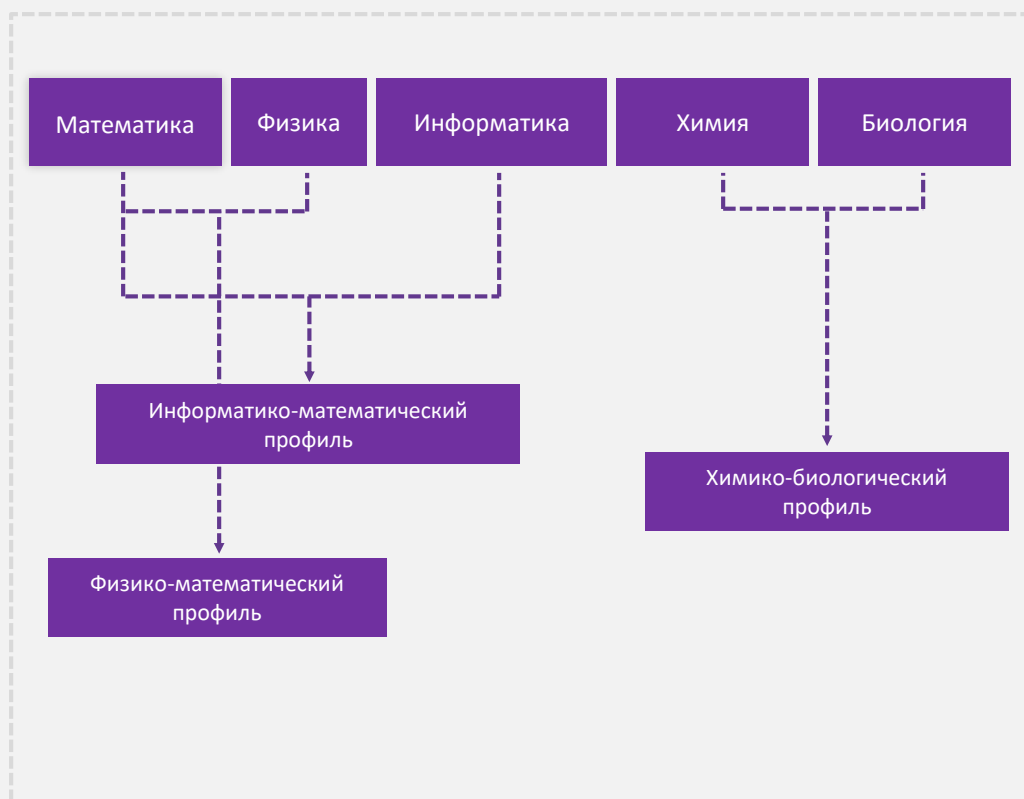 Математика
Физика
Информатика
Химия
Биология
Информатико-математический
профиль
Химико-биологический
профиль
Физико-математический
профиль